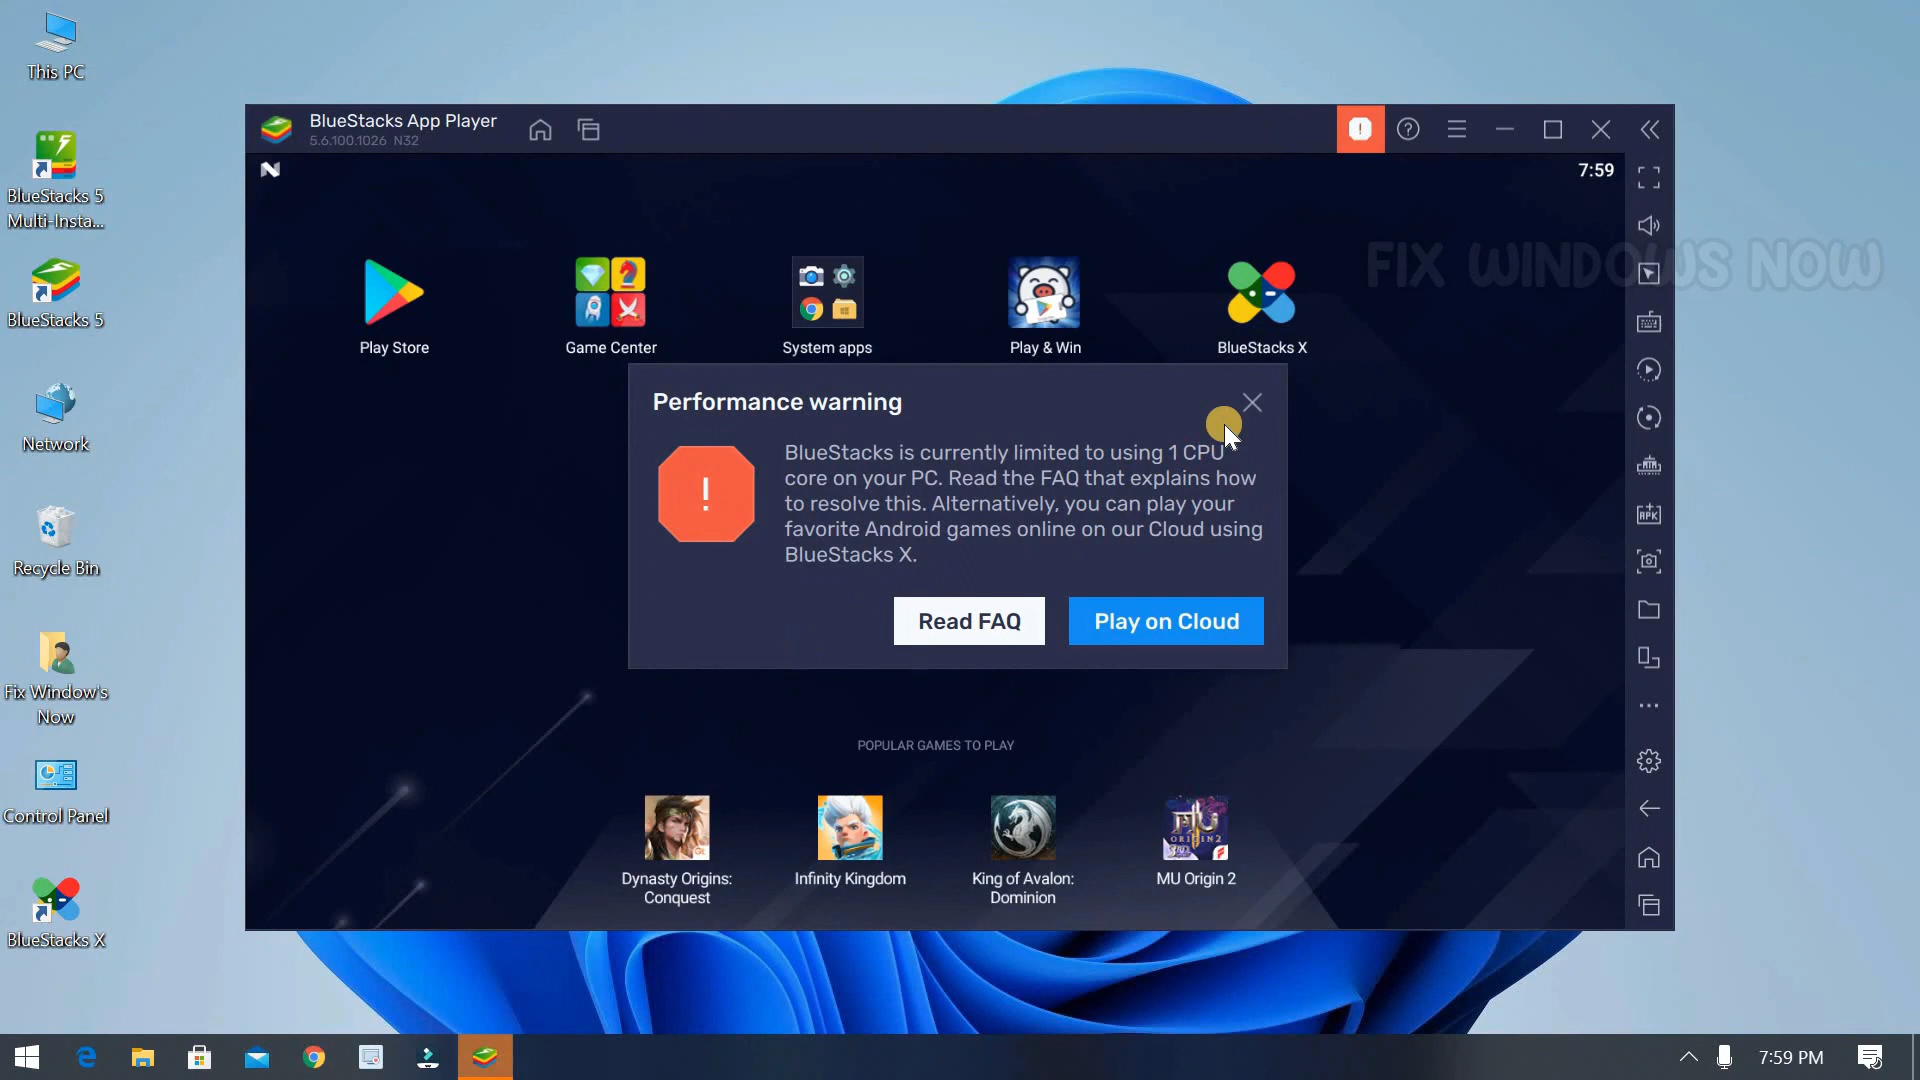 This PC
BlueStacks 5
Multi-Insta...
BlueStacks 5
Network
Recycle Bin
Fix Window's
Now
Control Panel
BlueStacks X
BlueStacks App Player
5.6.100.1026 N32
7:59
FIX WINDOWS NOW
Play Store
Game Center
System apps
Play & Win
BlueStacks X
Performance warning
BlueStacks is currently limited to using 1 CPU
core on your PC. Read the FAQ that explains how
to resolve this. Alternatively, you can play your
favorite Android games online on our Cloud using
BlueStacks X.
Read FAQ
Play on Cloud
APK
POPULAR GAMES TO PLAY
MU
ORIGIN2
Dynasty Origins:
Conquest
Infinity Kingdom
King of Avalon:
Dominion
MU Origin 2
7:59 PM